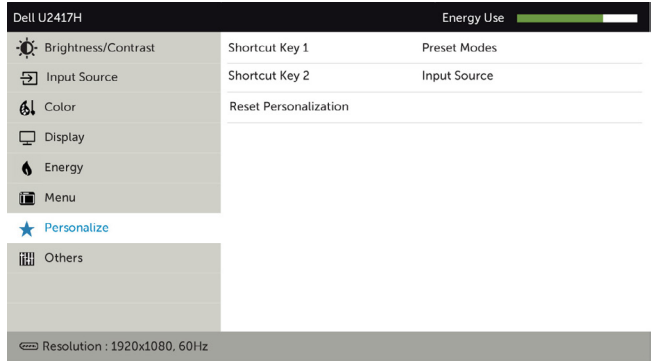 Dell U2417H Energy Use
Brightness/Contrast Shortcut Key 1 Preset Modes
Input Source Shortcut Key 2 Input Source
Color Reset Personalization
Display
Energy
Menu
Personalize
Others
Resolution : 1920x1080, 60Hz